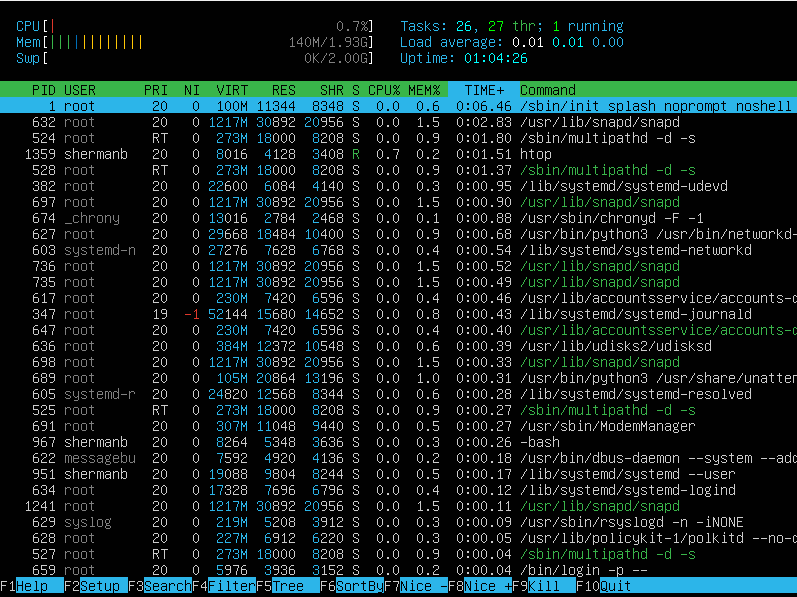 CPU[| 0.7%] Tasks: 26, 27 thr; 1 running
Mem[|||||||||||| 140M/1.93G] Load average: 0.01 0.01 0.00
Swp[ 0K/2.00G] Uptime: 01:04:26
PID USER PRI NI VIRT RES SHR S CPU% MEM% TIME+ Command
1 root 20 0 100M 11344 8348 S 0.0 0.6 0:06.46 /sbin/init splash noprompt noshell
632 root 20 0 1217M 30892 20956 S 0.0 1.5 0:02.83 /usr/lib/snapd/snapd
524 root RT 0 273M 18000 8208 S 0.0 0.9 0:01.80 /sbin/multipathd -d -s
1359 shermanb 20 0 8016 4128 3408 R 0.7 0.2 0:01.51 htop
528 root RT 0 273M 18000 8208 S 0.0 0.9 0:01.37 /sbin/multipathd -d -s
382 root 20 0 22600 6084 4140 S 0.0 0.3 0:00.95 /lib/systemd/systemd-udevd
697 root 20 0 1217M 30892 20956 S 0.0 1.5 0:00.90 /usr/lib/snapd/snapd
674 _chrony 20 0 13016 2784 2468 S 0.0 0.1 0:00.88 /usr/sbin/chronyd -F -1
627 root 20 0 29668 18484 10400 S 0.0 0.9 0:00.68 /usr/bin/python3 /usr/bin/networkd-
603 systemd-n 20 0 27276 7628 6768 S 0.0 0.4 0:00.54 /lib/systemd/systemd-networkd
736 root 20 0 1217M 30892 20956 S 0.0 1.5 0:00.52 /usr/lib/snapd/snapd
735 root 20 0 1217M 30892 20956 S 0.0 1.5 0:00.49 /usr/lib/snapd/snapd
617 root 20 0 230M 7420 6596 S 0.0 0.4 0:00.46 /usr/lib/accountsservice/accounts-d
347 root 19 -1 52144 15680 14652 S 0.0 0.8 0:00.43 /lib/systemd/systemd-journald
647 root 20 0 230M 7420 6596 S 0.0 0.4 0:00.40 /usr/lib/accountsservice/accounts-d
636 root 20 0 384M 12372 10548 S 0.0 0.6 0:00.39 /usr/lib/udisks2/udisksd
698 root 20 0 1217M 30892 20956 S 0.0 1.5 0:00.33 /usr/lib/snapd/snapd
689 root 20 0 105M 20864 13196 S 0.0 1.0 0:00.31 /usr/bin/python3 /usr/share/unatten
605 systemd-r 20 0 24820 12568 8344 S 0.0 0.6 0:00.28 /lib/systemd/systemd-resolved
525 root RT 0 273M 18000 8208 S 0.0 0.9 0:00.27 /sbin/multipathd -d -s
691 root 20 0 307M 11048 9440 S 0.0 0.5 0:00.27 /usr/sbin/ModemManager
967 shermanb 20 0 8264 5348 3636 S 0.0 0.3 0:00.26 -bash
622 messagebu 20 0 7592 4920 4136 S 0.0 0.2 0:00.18 /usr/bin/dbus-daemon --system --add
951 shermanb 20 0 19088 9804 8244 S 0.0 0.5 0:00.17 /lib/systemd/systemd --user
634 root 20 0 17328 7696 6796 S 0.0 0.4 0:00.12 /lib/systemd/systemd-logind
1241 root 20 0 1217M 30892 20956 S 0.0 1.5 0:00.11 /usr/lib/snapd/snapd
629 syslog 20 0 219M 5208 3912 S 0.0 0.3 0:00.09 /usr/sbin/rsyslogd -n -iNONE
628 root 20 0 227M 6912 6220 S 0.0 0.3 0:00.05 /usr/lib/policykit-1/polkitd --no-d
527 root RT 0 273M 18000 8208 S 0.0 0.9 0:00.04 /sbin/multipathd -d -s
659 root 20 0 5976 3936 3152 S 0.0 0.2 0:00.04 /bin/login -p --
F1Help F2Setup F3SearchF4FilterF5Tree F6SortByF7Nice -F8Nice +F9Kill F10Quit